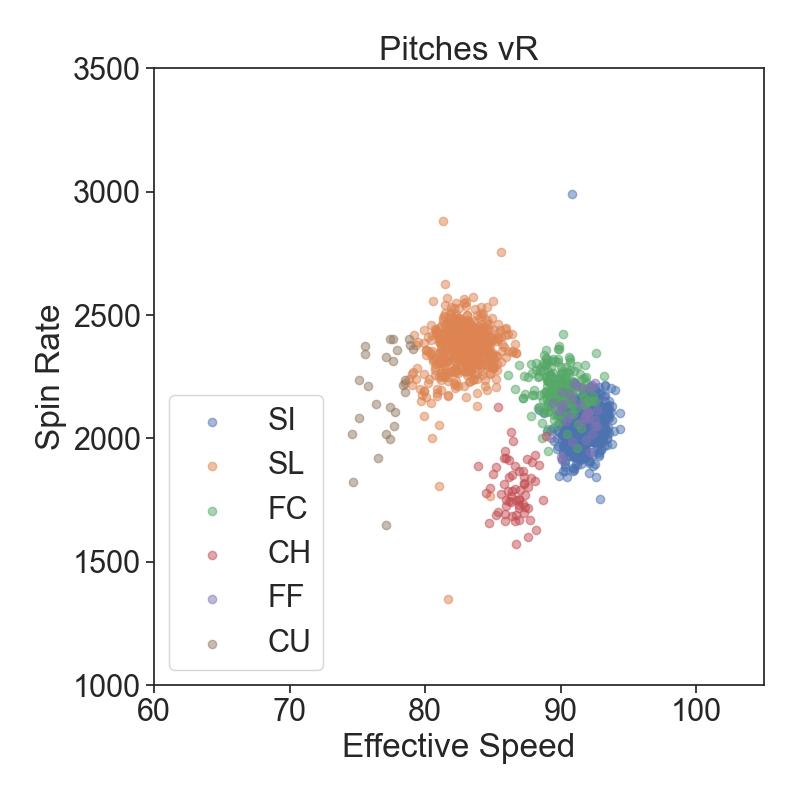 Pitches vR
3500
3000
2500
2000
1500
1000
Spin Rate
SI
SL
FC
CH
FF
CU
60
70
80
90
100
Effective Speed